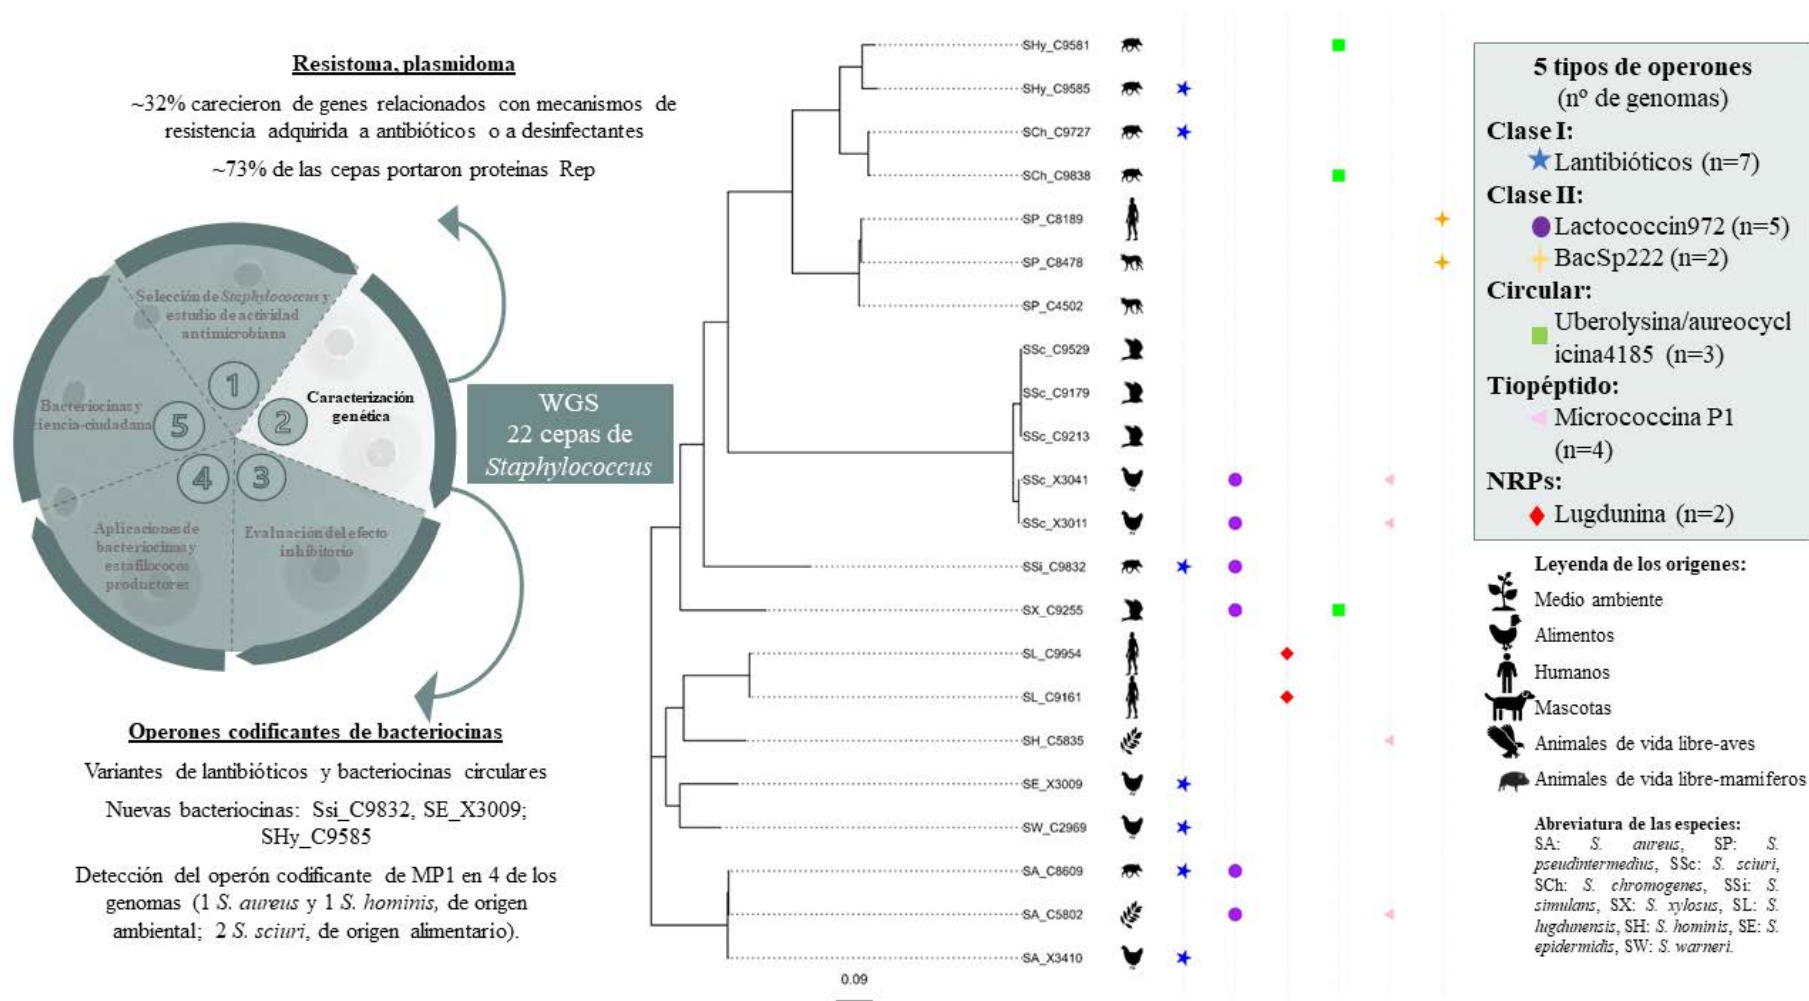 Resistoma, plasmidoma
~32% carecieron de genes relacionados con mecanismos de
resistencia adquirida a antibióticos o a desinfectantes
~73% de las cepas portaron proteínas Rep
Selección de Staphylococcus y
estudio de actividad
antimicrobiana
1
Caracterización
genética
2
Bacteriocinas y
ciencia-ciudadana
5
4
3
Aplicaciones de
bacteriocinas y
estafilococos
productores
Evaluación del efecto
inhibitorio
WGS
22 cepas de
Staphylococcus
Operones codificantes de bacteriocinas
Variantes de lantibióticos y bacteriocinas circulares
Nuevas bacteriocinas: Ssi_C9832, SE_X3009;
SHy_C9585
Detección del operón codificante de MP1 en 4 de los
genomas (1 S. aureus y 1 S. hominis, de origen
ambiental; 2 S. sciuri, de origen alimentario).
SHy_C9581
SHy_C9585
SCh_C9727
SCh_C9838
SP_C8189
SP_C8478
SP_C4502
SSc_C9529
SSc_C9179
SSc_C9213
SSc_X3041
SSc_X3011
SSi_C9832
SX_C9255
SL_C9954
SL_C9161
SH_C5835
SE_X3009
SW_C2969
SA_C8609
SA_C5802
SA_X3410
0.09
5 tipos de operones
(nº de genomas)
Clase I:
Lantibióticos (n=7)
Clase II:
Lactococcin972 (n=5)
BacSp222 (n=2)
Circular:
Uberolysina/aureocycl
icina4185 (n=3)
Tiopéptido:
Micrococcina P1
(n=4)
NRPs:
Lugdunina (n=2)
Leyenda de los origenes:
Medio ambiente
Alimentos
Humanos
Mascotas
Animales de vida libre-aves
Animales de vida libre-mamiferos
Abreviatura de las especies:
SA: S. aureus, SP: S.
pseudintermedius, SSc: S. sciuri,
SCh: S. chromogenes, SSi: S.
simulans, SX: S. xylosus, SL: S.
lugdunensis, SH: S. hominis, SE: S.
epidermidis, SW: S. warneri.